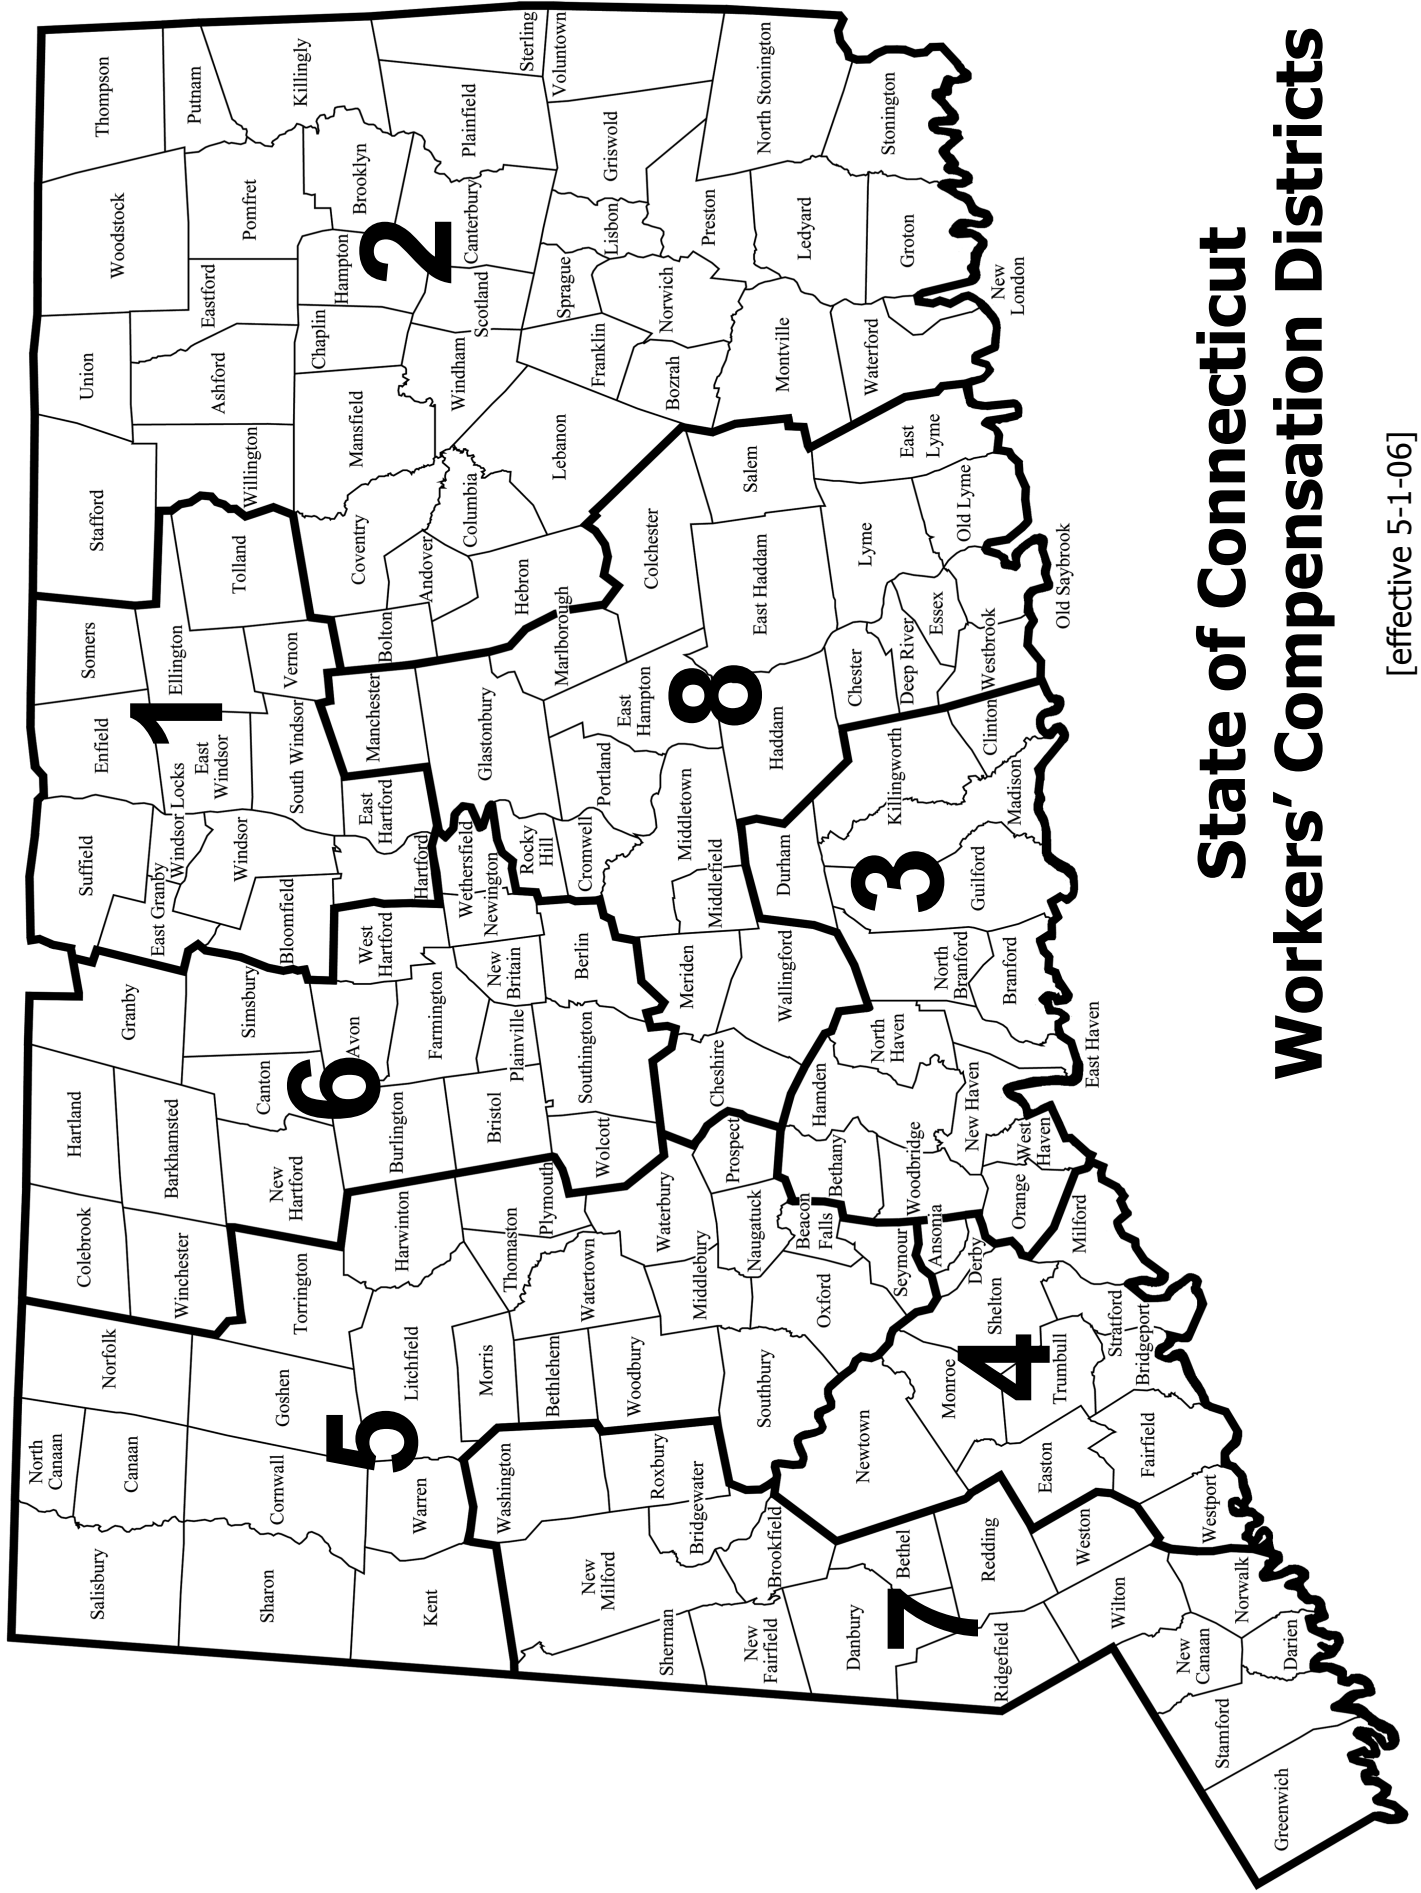 State of Connecticut
Workers’ Compensation Districts
[effective 5-1-06]
1
2
3
4
5
6
7
8
Salisbury
North
Canaan
Canaan
Norfolk
Colebrook
Hartland
Granby
Suffield
Enfield
Somers
Stafford
Union
Woodstock
Thompson
Putnam
Winchester
Barkhamsted
East Granby
Windsor Locks
East
Windsor
Ellington
Tolland
Willington
Ashford
Eastford
Pomfret
Killingly
Sharon
Cornwall
Goshen
Torrington
New
Hartford
Canton
Simsbury
Bloomfield
Windsor
South Windsor
Vernon
Coventry
Mansfield
Chaplin
Hampton
Brooklyn
Kent
Warren
Litchfield
Harwinton
Burlington
Avon
West
Hartford
Hartford
East
Hartford
Manchester
Bolton
Andover
Columbia
Windham
Scotland
Canterbury
Plainfield
Sterling
Voluntown
Washington
Morris
Bethlehem
Thomaston
Plymouth
Bristol
Farmington
Plainville
New
Britain
Newington
Wethersfield
Rocky
Hill
Glastonbury
Marlborough
Hebron
Lebanon
Franklin
Sprague
Lisbon
Griswold
New
Milford
Roxbury
Woodbury
Watertown
Waterbury
Wolcott
Southington
Berlin
Cromwell
Portland
East
Hampton
Colchester
Bozrah
Norwich
Preston
North Stonington
Sherman
Bridgewater
Southbury
Middlebury
Naugatuck
Prospect
Cheshire
Meriden
Middlefield
Middletown
Haddam
East Haddam
Salem
Montville
Ledyard
Stonington
New
Fairfield
Brookfield
Newtown
Oxford
Beacon
Falls
Bethany
Hamden
Wallingford
Durham
Killingworth
Chester
Deep River
Essex
Lyme
East
Lyme
Waterford
Groton
New
London
Danbury
Bethel
Monroe
Seymour
Ansonia
Derby
Woodbridge
North
Haven
North
Branford
Guilford
Madison
Clinton
Westbrook
Old Saybrook
Old Lyme
Ridgefield
Redding
Easton
Trumbull
Shelton
Orange
West
Haven
New Haven
East Haven
Branford
Wilton
Weston
Fairfield
Bridgeport
Stratford
Milford
New
Canaan
Norwalk
Westport
Greenwich
Stamford
Darien